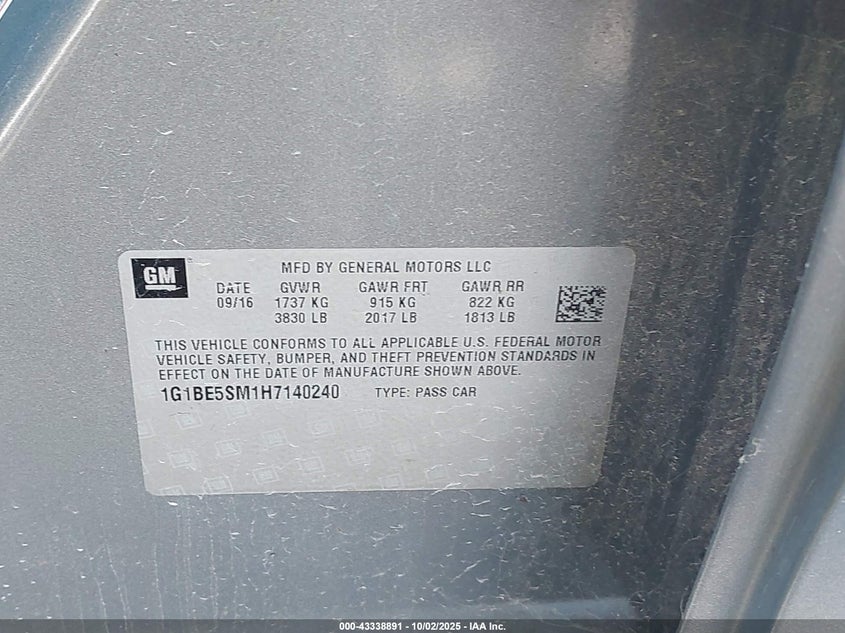 GM
MFD BY GENERAL MOTORS LLC
DATE GVWR GAWR FRT GAWR RR
09/16 1737 KG 915 KG 822 KG
3830 LB 2017 LB 1813 LB
THIS VEHICLE CONFORMS TO ALL APPLICABLE U.S. FEDERAL MOTOR
VEHICLE SAFETY, BUMPER, AND THEFT PREVENTION STANDARDS IN
EFFECT ON THE DATE OF MANUFACTURE SHOWN ABOVE.
1G1BE5SM1H7140240 TYPE: PASS CAR
000-43338891 - 10/02/2025 - IAA Inc.